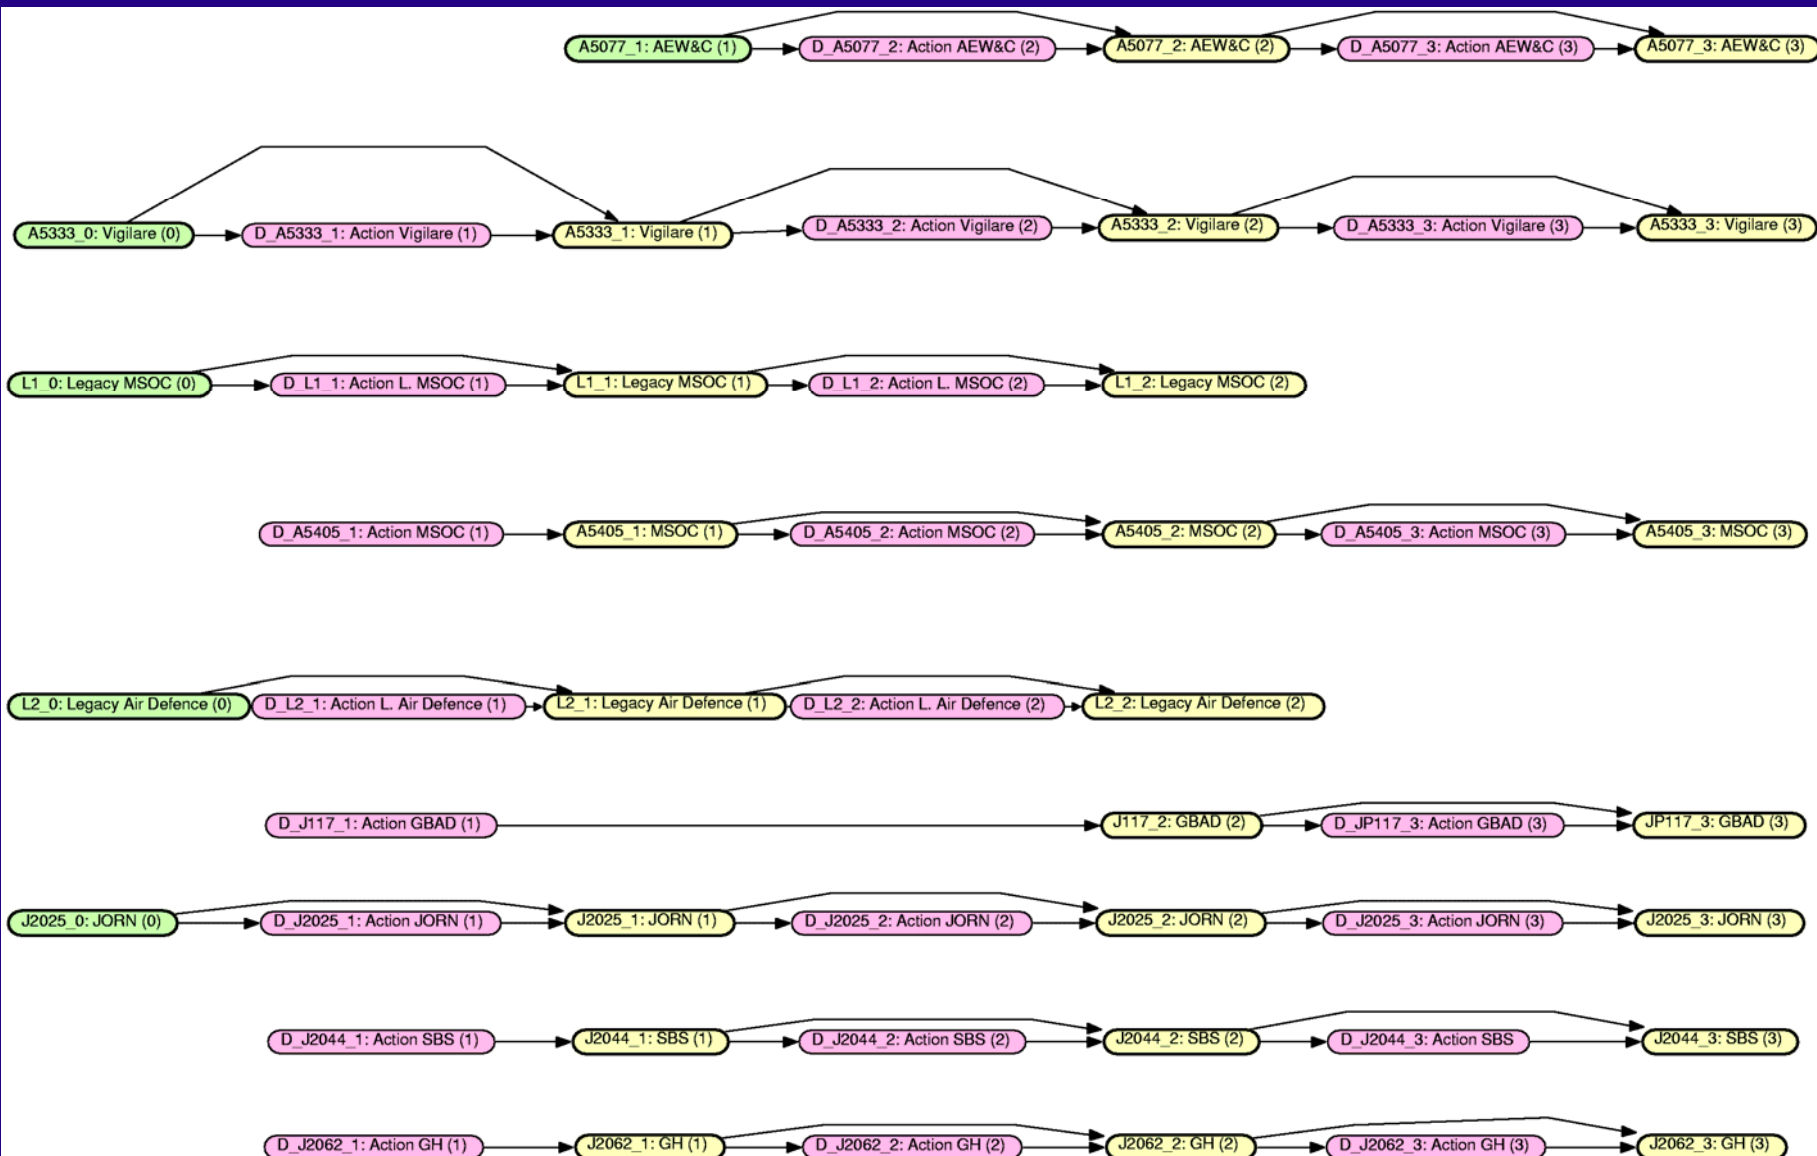 A5077_1: AEW&C (1)
D_A5077_2: Action AEW&C (2)
A5077_2: AEW&C (2)
D_A5077_3: Action AEW&C (3)
A5077_3: AEW&C (3)
A5333_0: Vigilare (0)
D_A5333_1: Action Vigilare (1)
A5333_1: Vigilare (1)
D_A5333_2: Action Vigilare (2)
A5333_2: Vigilare (2)
D_A5333_3: Action Vigilare (3)
A5333_3: Vigilare (3)
L1_0: Legacy MSOC (0)
D_L1_1: Action L. MSOC (1)
L1_1: Legacy MSOC (1)
D_L1_2: Action L. MSOC (2)
L1_2: Legacy MSOC (2)
D_A5405_1: Action MSOC (1)
A5405_1: MSOC (1)
D_A5405_2: Action MSOC (2)
A5405_2: MSOC (2)
D_A5405_3: Action MSOC (3)
A5405_3: MSOC (3)
L2_0: Legacy Air Defence (0)
D_L2_1: Action L. Air Defence (1)
L2_1: Legacy Air Defence (1)
D_L2_2: Action L. Air Defence (2)
L2_2: Legacy Air Defence (2)
D_J117_1: Action GBAD (1)
J117_2: GBAD (2)
D_JP117_3: Action GBAD (3)
JP117_3: GBAD (3)
J2025_0: JORN (0)
D_J2025_1: Action JORN (1)
J2025_1: JORN (1)
D_J2025_2: Action JORN (2)
J2025_2: JORN (2)
D_J2025_3: Action JORN (3)
J2025_3: JORN (3)
D_J2044_1: Action SBS (1)
J2044_1: SBS (1)
D_J2044_2: Action SBS (2)
J2044_2: SBS (2)
D_J2044_3: Action SBS
J2044_3: SBS (3)
D_J2062_1: Action GH (1)
J2062_1: GH (1)
D_J2062_2: Action GH (2)
J2062_2: GH (2)
D_J2062_3: Action GH (3)
J2062_3: GH (3)